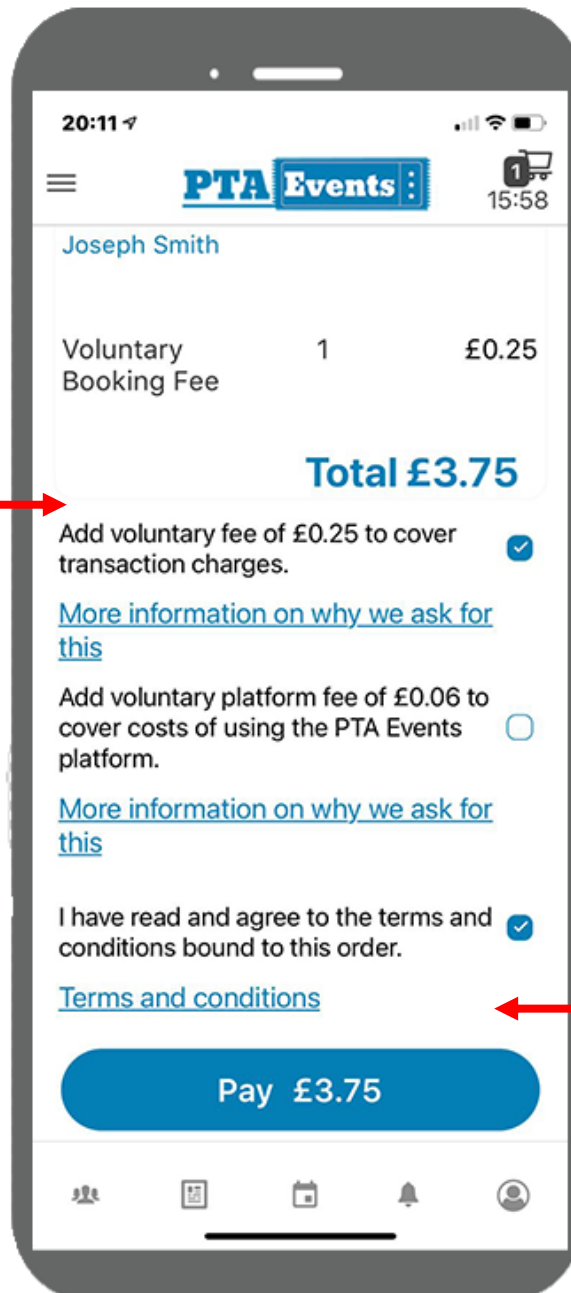 20:11
PTA Events
1
15:58
Joseph Smith
Voluntary 1 £0.25
Booking Fee
Total £3.75
Add voluntary fee of £0.25 to cover
transaction charges.
More information on why we ask for
this
Add voluntary platform fee of £0.06 to
cover costs of using the PTA Events
platform.
More information on why we ask for
this
I have read and agree to the terms and
conditions bound to this order.
Terms and conditions
Pay £3.75